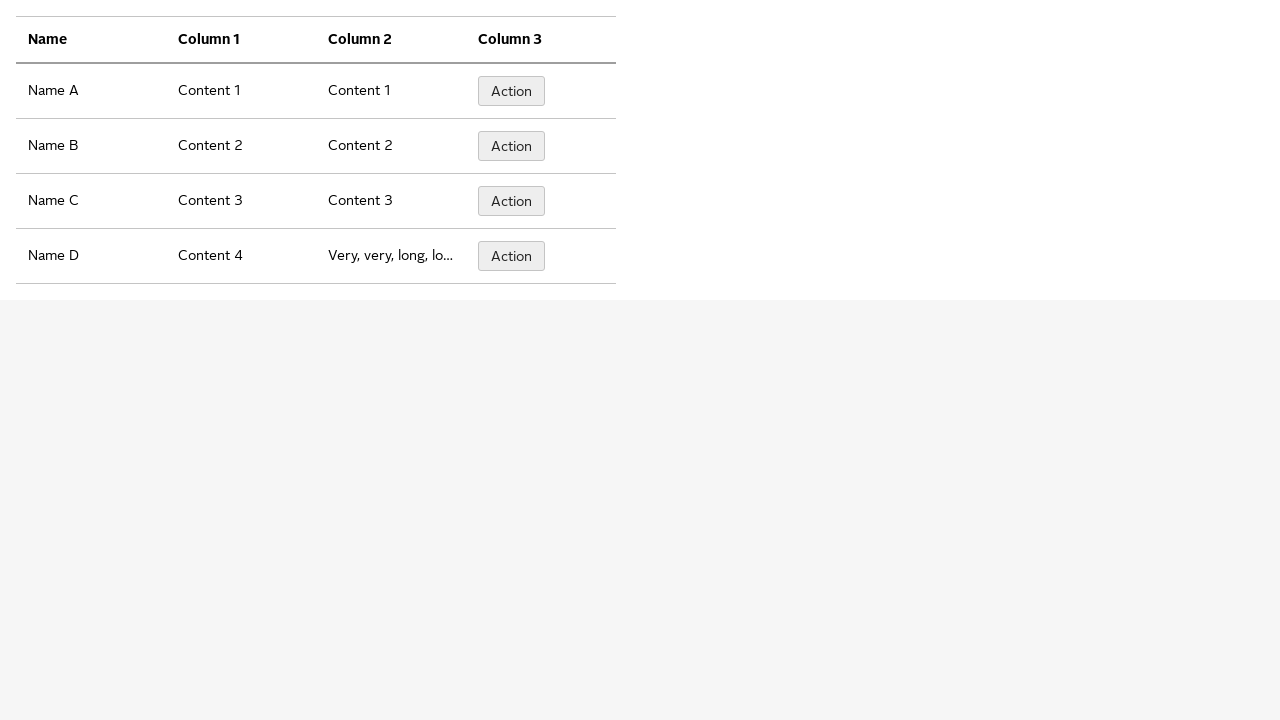 Name Column 1 Column 2 Column 3
Name A Content 1 Content 1 Action
Name B Content 2 Content 2 Action
Name C Content 3 Content 3 Action
Name D Content 4 Very, very, long, lo... Action